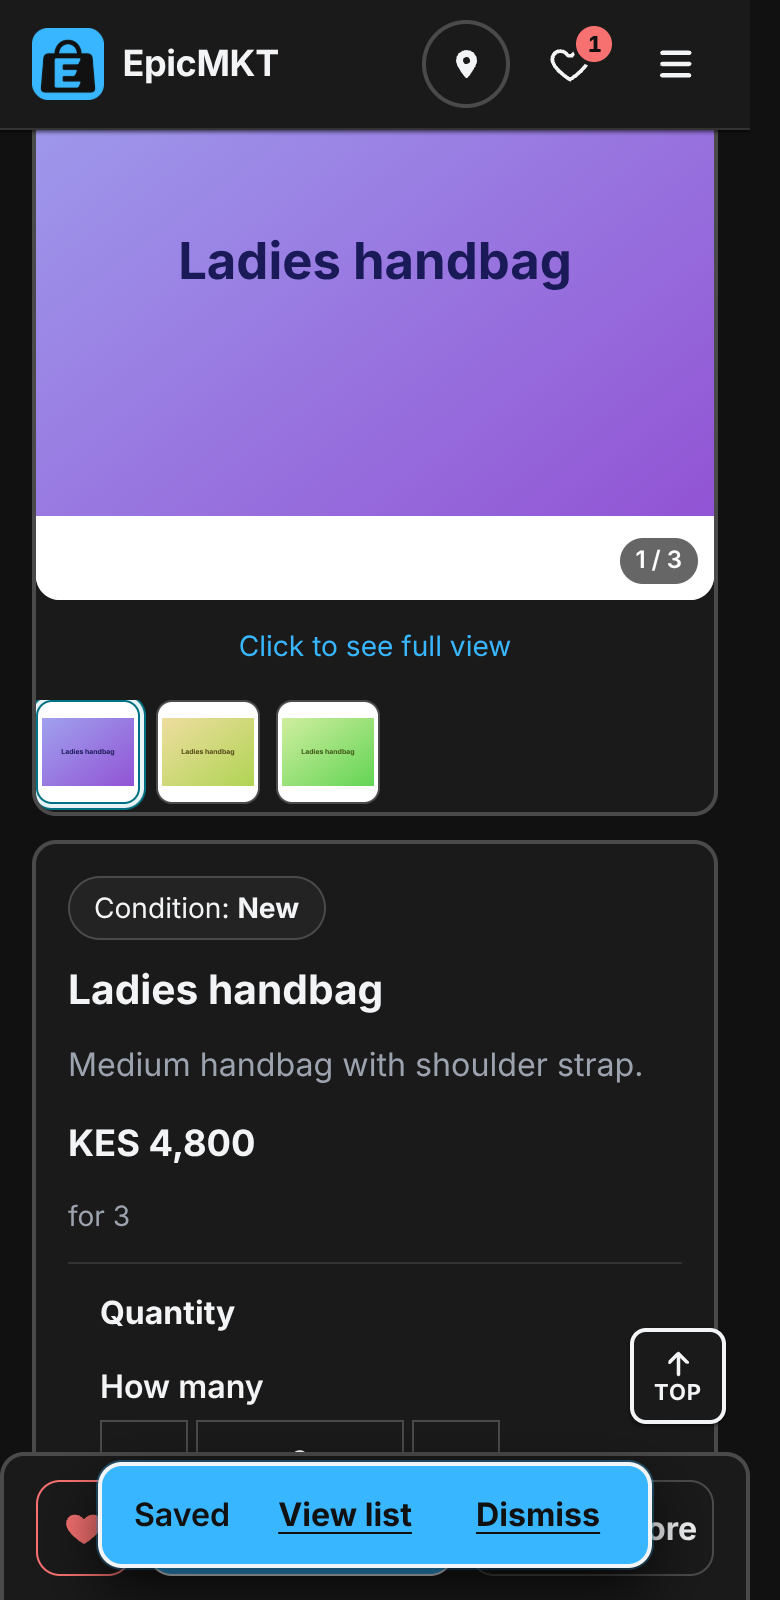 EpicMKT
1
Ladies handbag
1 / 3
Click to see full view
Ladies handbag
Ladies handbag
Ladies handbag
Condition: New
Ladies handbag
Medium handbag with shoulder strap.
KES 4,800
for 3
Quantity
How many
TOP
Saved View list Dismiss